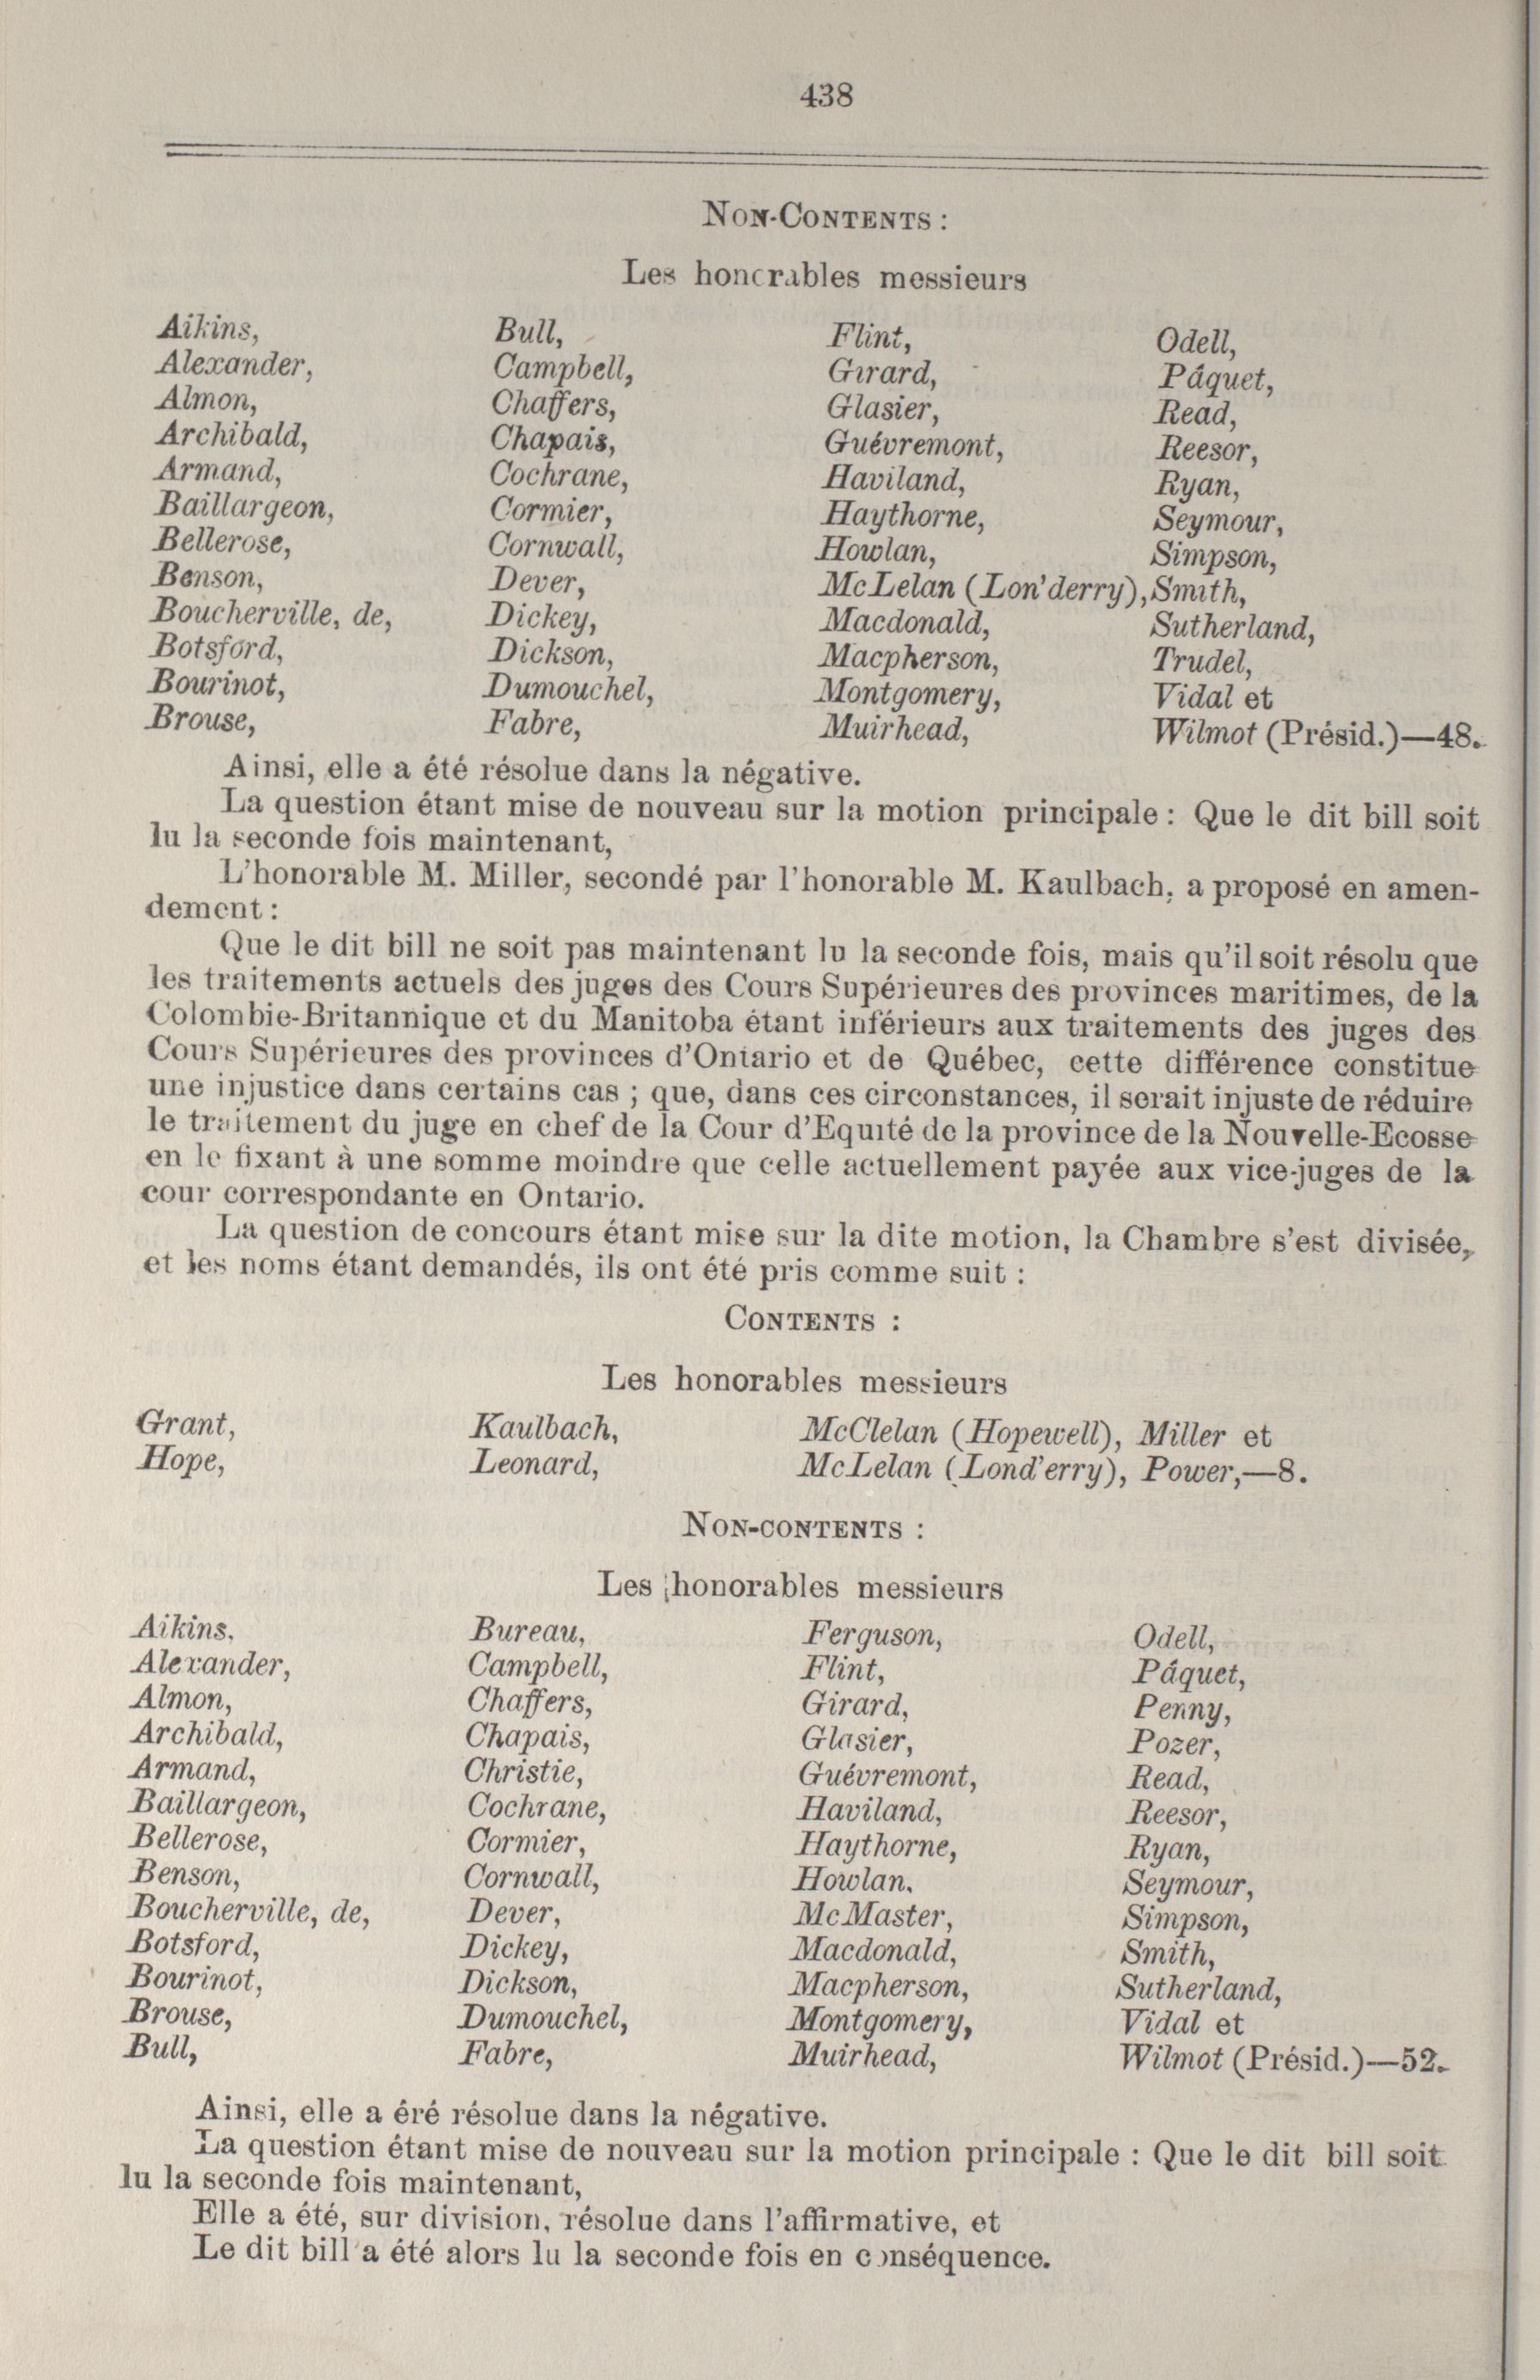 438
NON-CONTENTS :
Les honorables messieurs
Aikins, Bull, Flint, Odell,
Alexander, Campbell, Girard, Pâquet,
Almon, Chaffers, Glasier, Read,
Archibald, Chapais, Guévremont, Reesor,
Armand, Cochrane, Haviland, Ryan,
Baillargeon, Cormier, Haythorne, Seymour,
Bellerose, Cornwall, Howlan, Simpson,
Benson, Dever, McLelan (Lon'derry), Smith,
Boucherville, de, Dickey, Macdonald, Sutherland,
Botsford, Dickson, Macpherson, Trudel,
Bourinot, Dumouchel, Montgomery, Vidal et
Brouse, Fabre, Muirhead, Wilmot (Présid.)—48.
Ainsi, elle a été résolue dans la négative.
La question étant mise de nouveau sur la motion principale : Que le dit bill soit
lu la seconde fois maintenant,
L'honorable M. Miller, secondé par l'honorable M. Kaulbach, a proposé en amen-
dement :
Que le dit bill ne soit pas maintenant lu la seconde fois, mais qu'il soit résolu que
les traitements actuels des juges des Cours Supérieures des provinces maritimes, de la
Colombie-Britannique et du Manitoba étant inférieurs aux traitements des juges des
Cours Supérieures des provinces d'Ontario et de Québec, cette différence constitue
une injustice dans certains cas ; que, dans ces circonstances, il serait injuste de réduire
le traitement du juge en chef de la Cour d'Equité de la province de la Nouvelle-Ecosse
en le fixant à une somme moindre que celle actuellement payée aux vice-juges de la
cour correspondante en Ontario.
La question de concours étant mise sur la dite motion, la Chambre s'est divisée,
et les noms étant demandés, ils ont été pris comme suit :
CONTENTS :
Les honorables messieurs
Grant, Kaulbach, McClelan (Hopewell), Miller et
Hope, Leonard, McLelan (Lond'erry), Power,—8.
NON-CONTENTS :
Les honorables messieurs
Aikins, Bureau, Ferguson, Odell,
Alexander, Campbell, Flint, Pâquet,
Almon, Chaffers, Girard, Penny,
Archibald, Chapais, Glasier, Pozer,
Armand, Christie, Guévremont, Read,
Baillargeon, Cochrane, Haviland, Reesor,
Bellerose, Cormier, Haythorne, Ryan,
Benson, Cornwall, Howlan. Seymour,
Boucherville, de, Dever, McMaster, Simpson,
Botsford, Dickey, Macdonald, Smith,
Bourinot, Dickson, Macpherson, Sutherland,
Brouse, Dumouchel, Montgomery, Vidal et
Bull, Fabre, Muirhead, Wilmot (Présid.)—52.
Ainsi, elle a éré résolue dans la négative.
La question étant mise de nouveau sur la motion principale : Que le dit bill soit
lu la seconde fois maintenant,
Elle a été, sur division, résolue dans l'affirmative, et
Le dit bill a été alors lu la seconde fois en conséquence.